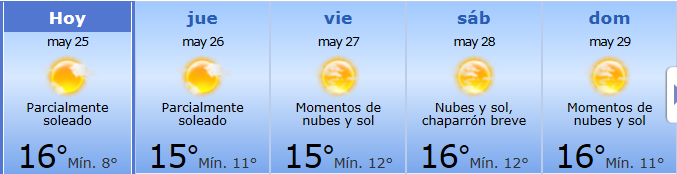 Hoy
may 25
Parcialmente
soleado
16° Mín. 8°
jue
may 26
Parcialmente
soleado
15° Mín. 11°
vie
may 27
Momentos de
nubes y sol
15° Mín. 12°
sáb
may 28
Nubes y sol,
chaparrón breve
16° Mín. 12°
dom
may 29
Momentos de
nubes y sol
16° Mín. 11°